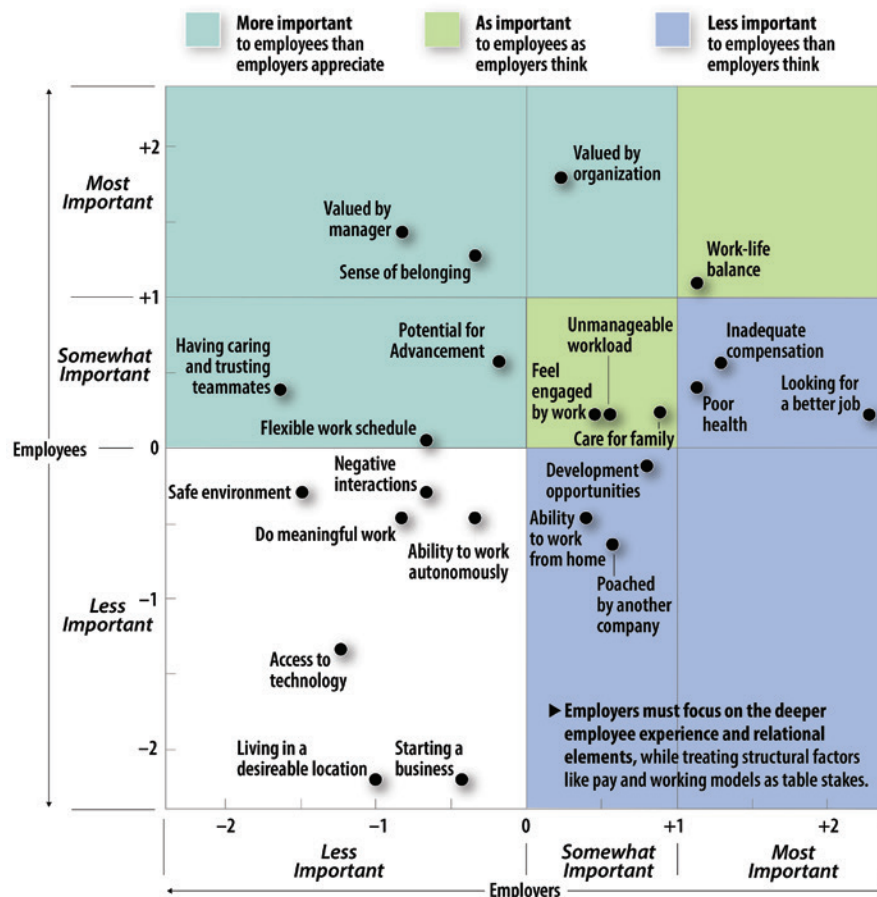 More important
to employees than
employers appreciate
As important
to employees as
employers think
Less important
to employees than
employers think
+2
Most
Important
Valued by
organization
Valued by
manager
Sense of belonging
Work-life
balance
+1
Somewhat
Important
Having caring
and trusting
teammates
Potential for
Advancement
Unmanageable
workload
Feel
engaged
by work
Care for family
Inadequate
compensation
Looking for
a better job
Poor
health
Flexible work schedule
Employees
0
Negative
interactions
Safe environment
Do meaningful work
Ability to work
autonomously
Development
opportunities
Ability
to work
from home
Poached
by another
company
−1
Less
Important
Access to
technology
−2
Living in a
desireable location
Starting a
business
► Employers must focus on the deeper
employee experience and relational
elements, while treating structural factors
like pay and working models as table stakes.
−2
−1
0
+1
+2
Less
Important
Somewhat
Important
Most
Important
Employers